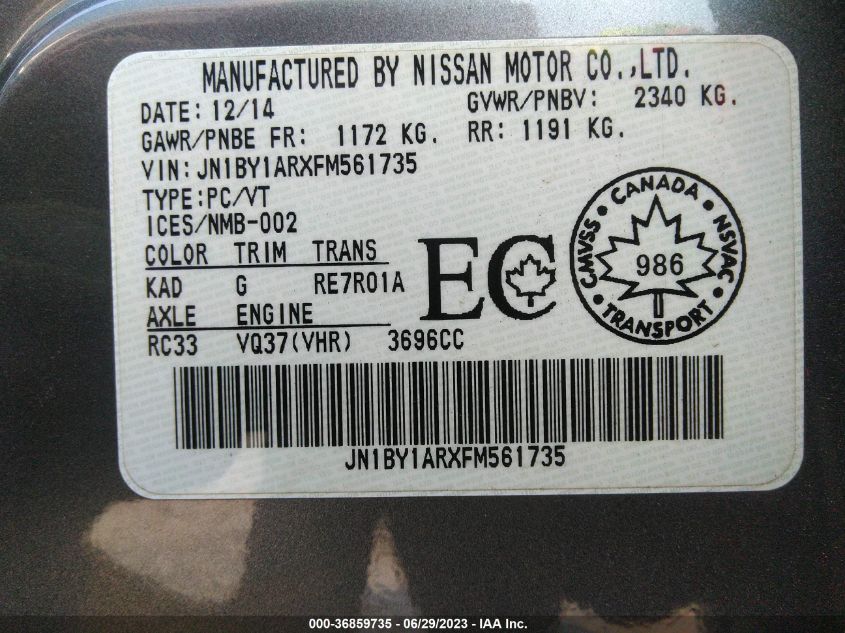 MANUFACTURED BY NISSAN MOTOR CO.,LTD.
DATE: 12/14 GVWR/PNBV: 2340 KG.
GAWR/PNBE FR: 1172 KG. RR: 1191 KG.
VIN: JN1BY1ARXFM561735
TYPE:PC/VT
ICES/NMB-002
COLOR TRIM TRANS
KAD G RE7R01A
AXLE ENGINE
RC33 VQ37(VHR) 3696CC
EC
CANADA
CMVSS NSVAC
986
TRANSPORT
JN1BY1ARXFM561735
000-36859735 - 06/29/2023 - IAA Inc.